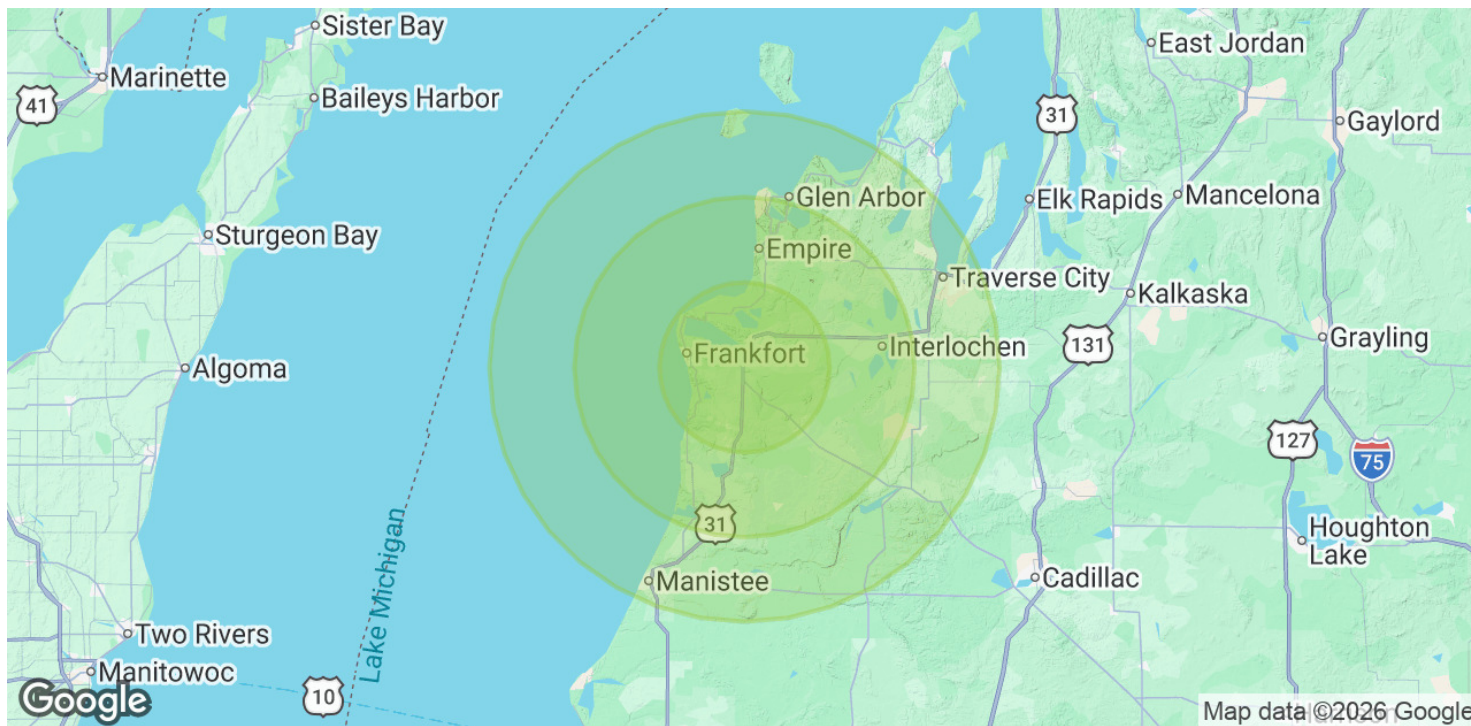 Sister Bay
East Jordan
Marinette
41
Baileys Harbor
31
Gaylord
Glen Arbor
Elk Rapids
Mancelona
Sturgeon Bay
Empire
Traverse City
Kalkaska
Frankfort
Interlochen
131
Grayling
Algoma
127
75
31
Houghton
Lake
Lake Michigan
Manistee
Cadillac
Two Rivers
Manitowoc
10
Google
Map data ©2026 Google